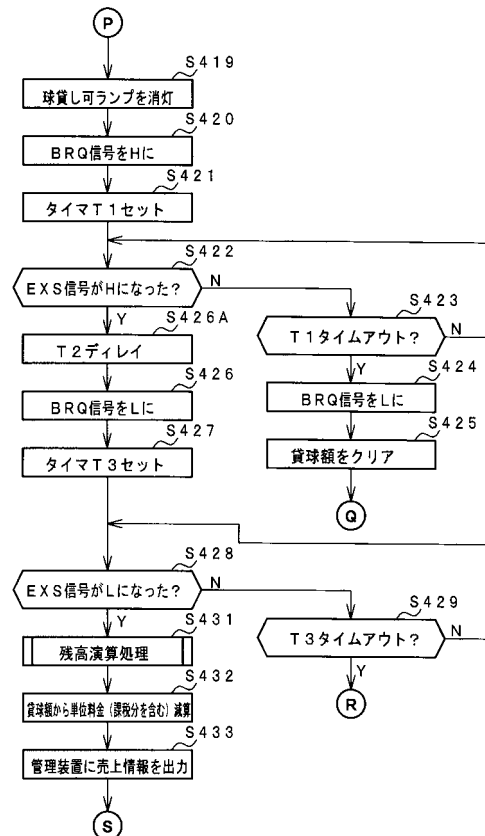 P
S419
球貸し可ランプを消灯
S420
BRQ信号をHに
S421
タイマT1セット
S422
EXS信号がHになった?
N
Y
S423
T1タイムアウト?
N
Y
S426A
T2ディレイ
S424
BRQ信号をLに
S426
BRQ信号をLに
S425
貸球額をクリア
S427
タイマT3セット
Q
S428
EXS信号がLになった?
N
Y
S429
T3タイムアウト?
N
Y
S431
残高演算処理
R
S432
貸球額から単位料金(課税分を含む)減算
S433
管理装置に売上情報を出力
S